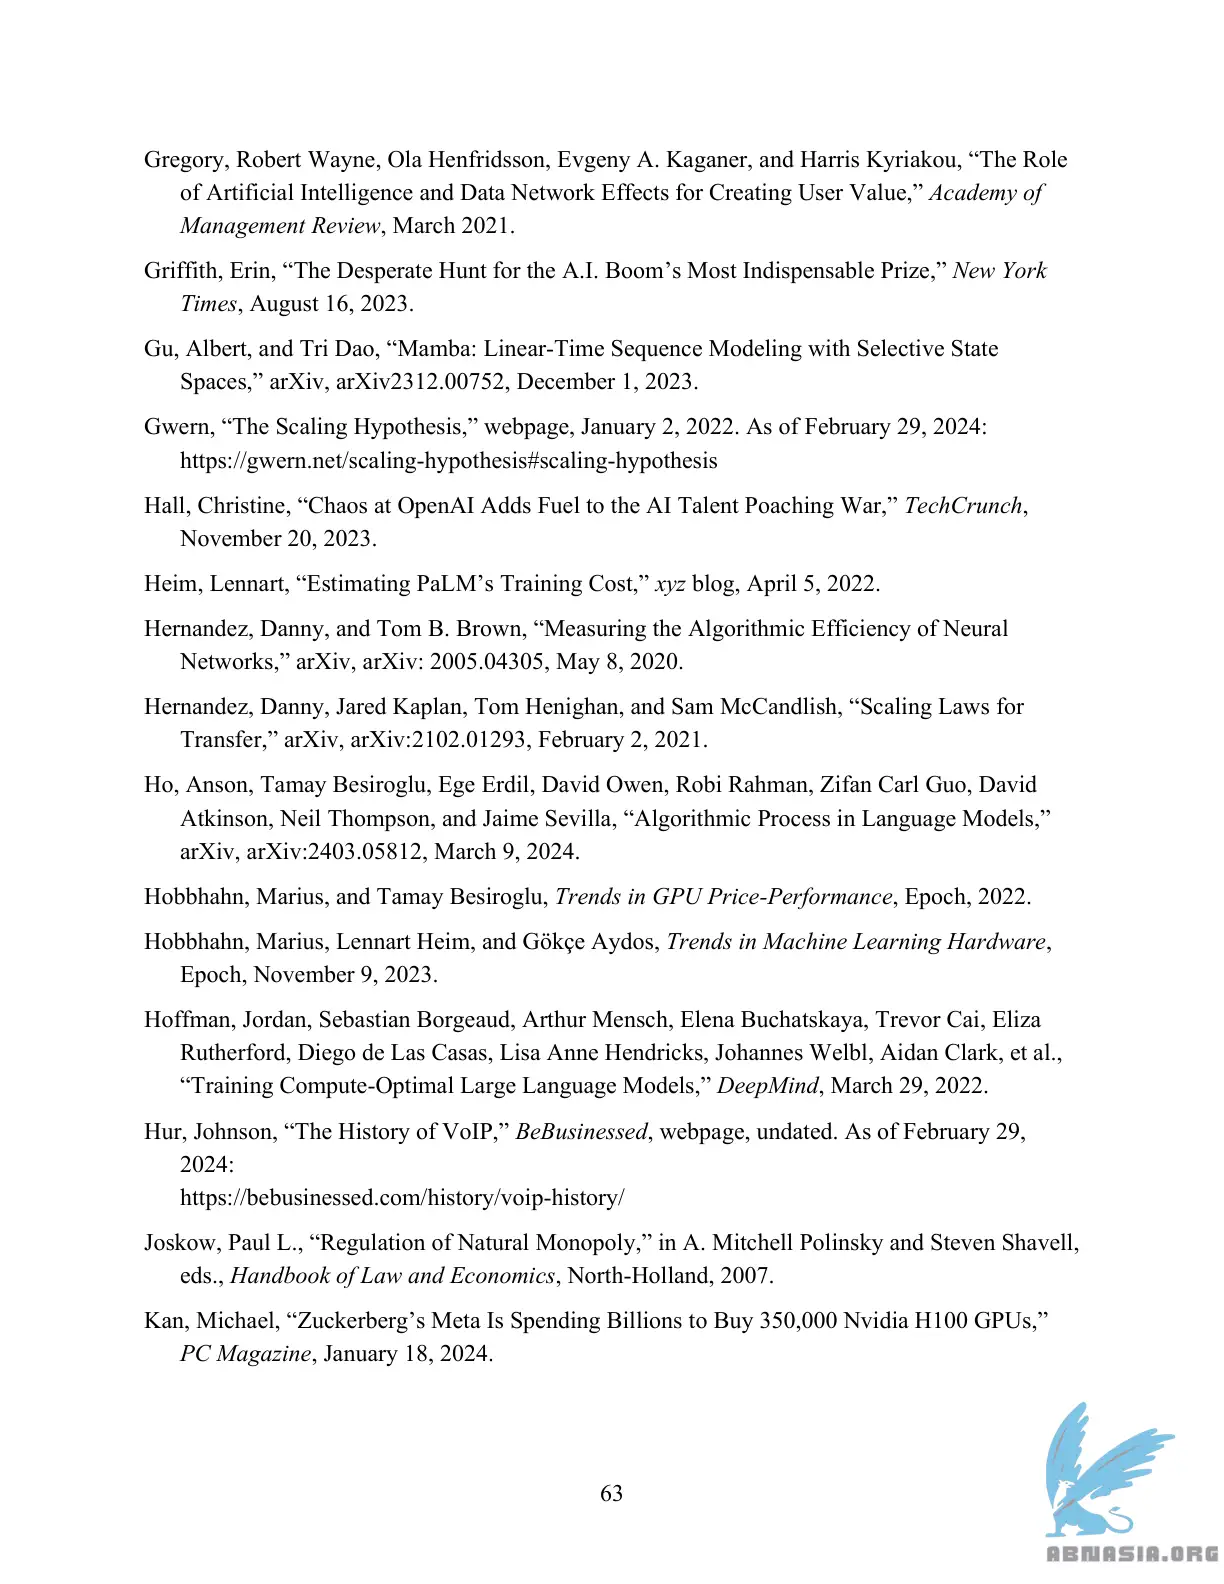 Gregory, Robert Wayne, Ola Henfridsson, Evgeny A. Kaganer, and Harris Kyriakou, “The Role
of Artificial Intelligence and Data Network Effects for Creating User Value,” Academy of
Management Review, March 2021.
Griffith, Erin, “The Desperate Hunt for the A.I. Boom’s Most Indispensable Prize,” New York
Times, August 16, 2023.
Gu, Albert, and Tri Dao, “Mamba: Linear-Time Sequence Modeling with Selective State
Spaces,” arXiv, arXiv2312.00752, December 1, 2023.
Gwern, “The Scaling Hypothesis,” webpage, January 2, 2022. As of February 29, 2024:
https://gwern.net/scaling-hypothesis#scaling-hypothesis
Hall, Christine, “Chaos at OpenAI Adds Fuel to the AI Talent Poaching War,” TechCrunch,
November 20, 2023.
Heim, Lennart, “Estimating PaLM’s Training Cost,” xyz blog, April 5, 2022.
Hernandez, Danny, and Tom B. Brown, “Measuring the Algorithmic Efficiency of Neural
Networks,” arXiv, arXiv: 2005.04305, May 8, 2020.
Hernandez, Danny, Jared Kaplan, Tom Henighan, and Sam McCandlish, “Scaling Laws for
Transfer,” arXiv, arXiv:2102.01293, February 2, 2021.
Ho, Anson, Tamay Besiroglu, Ege Erdil, David Owen, Robi Rahman, Zifan Carl Guo, David
Atkinson, Neil Thompson, and Jaime Sevilla, “Algorithmic Process in Language Models,”
arXiv, arXiv:2403.05812, March 9, 2024.
Hobbhahn, Marius, and Tamay Besiroglu, Trends in GPU Price-Performance, Epoch, 2022.
Hobbhahn, Marius, Lennart Heim, and Gökçe Aydos, Trends in Machine Learning Hardware,
Epoch, November 9, 2023.
Hoffman, Jordan, Sebastian Borgeaud, Arthur Mensch, Elena Buchatskaya, Trevor Cai, Eliza
Rutherford, Diego de Las Casas, Lisa Anne Hendricks, Johannes Welbl, Aidan Clark, et al.,
“Training Compute-Optimal Large Language Models,” DeepMind, March 29, 2022.
Hur, Johnson, “The History of VoIP,” BeBusinessed, webpage, undated. As of February 29,
2024:
https://bebusinessed.com/history/voip-history/
Joskow, Paul L., “Regulation of Natural Monopoly,” in A. Mitchell Polinsky and Steven Shavell,
eds., Handbook of Law and Economics, North-Holland, 2007.
Kan, Michael, “Zuckerberg’s Meta Is Spending Billions to Buy 350,000 Nvidia H100 GPUs,”
PC Magazine, January 18, 2024.
63
ABNASIA.ORG